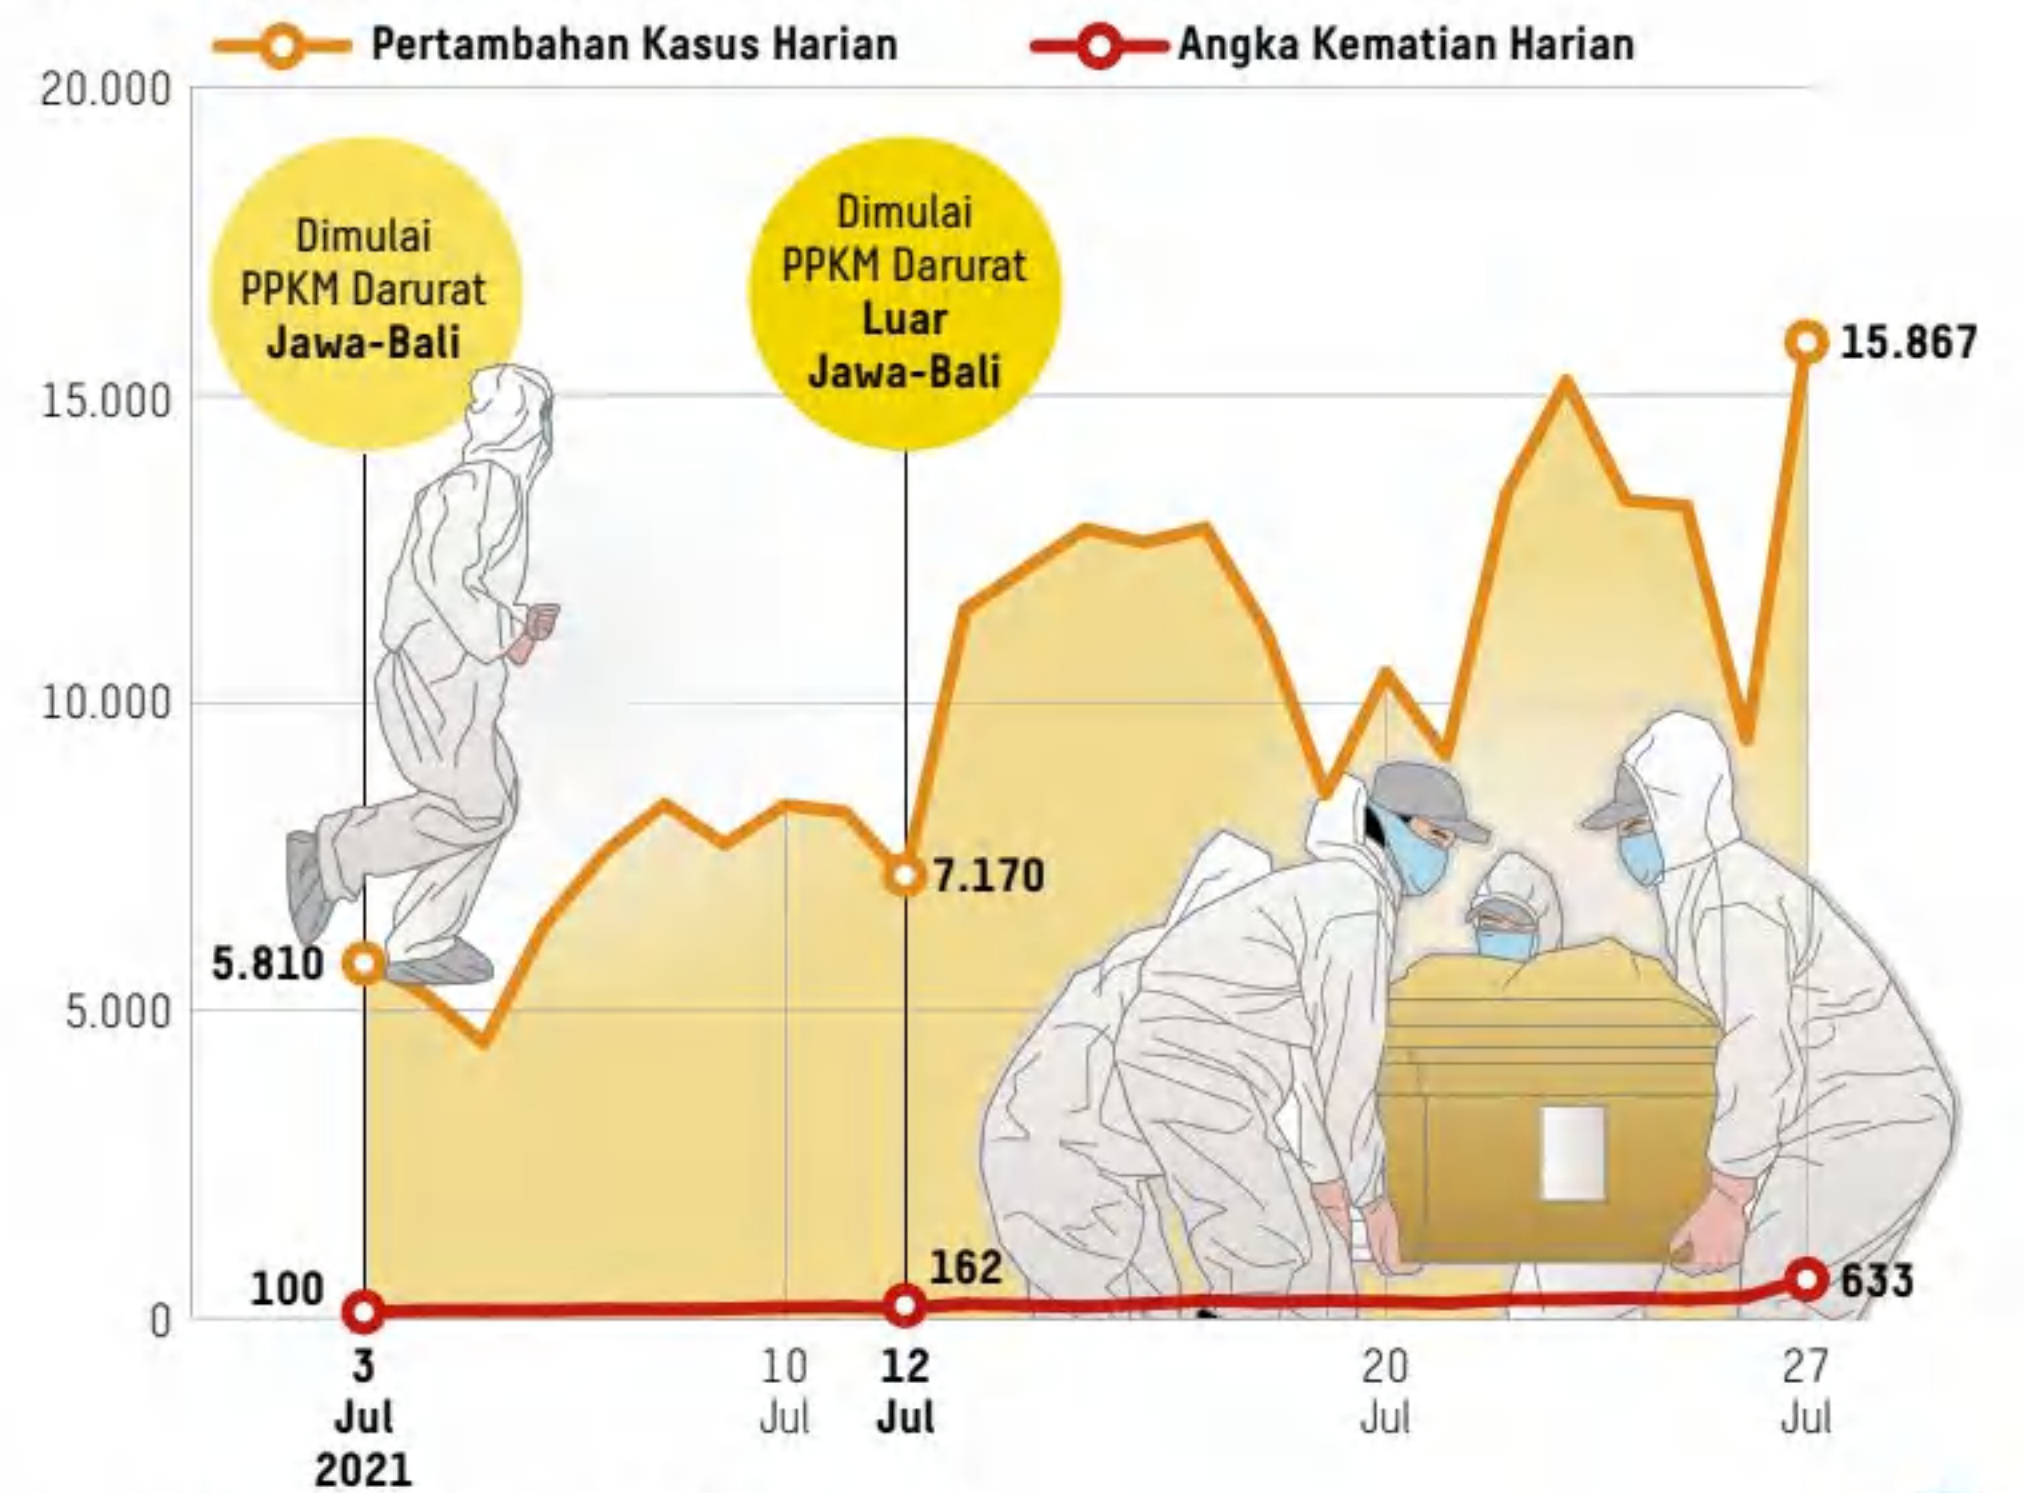 Pertambahan Kasus Harian
Angka Kematian Harian
20.000
15.000
10.000
5.000
0
Dimulai
PPKM Darurat
Jawa-Bali
Dimulai
PPKM Darurat
Luar
Jawa-Bali
15.867
7.170
5.810
100
162
633
3
Jul
2021
10
Jul
12
Jul
20
Jul
27
Jul